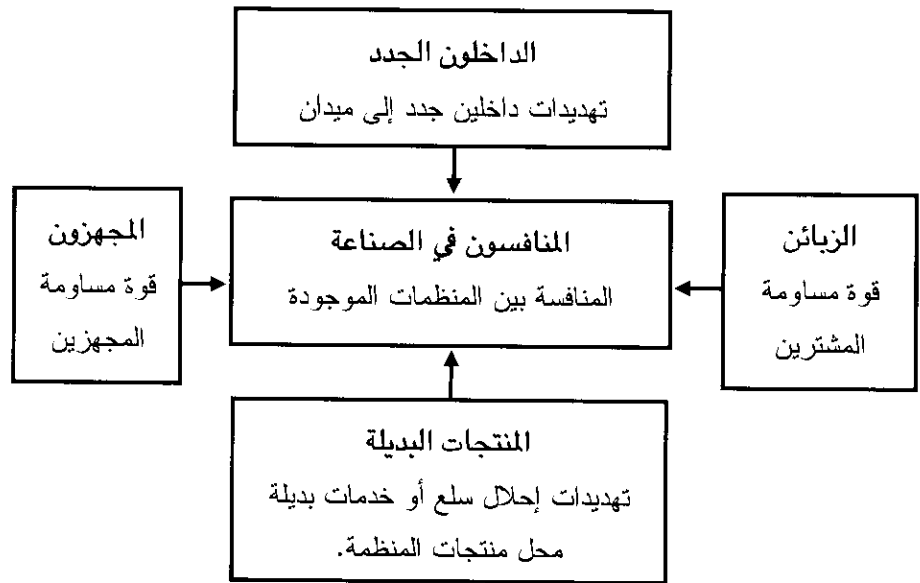 الداخلون الجدد
تهديدات داخلين جدد إلى ميدان
المنافسون في الصناعة
المنافسة بين المنظمات الموجودة
الزبائن
قوة مساومة
المشترين
المجهزون
قوة مساومة
المجهزين
المنتجات البديلة
تهديدات إحلال سلع أو خدمات بديلة
محل منتجات المنظمة.